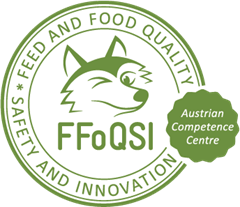 FEED AND FOOD QUALITY
* SAFETY AND INNOVATION
FFoQSI
Austrian
Competence
Centre